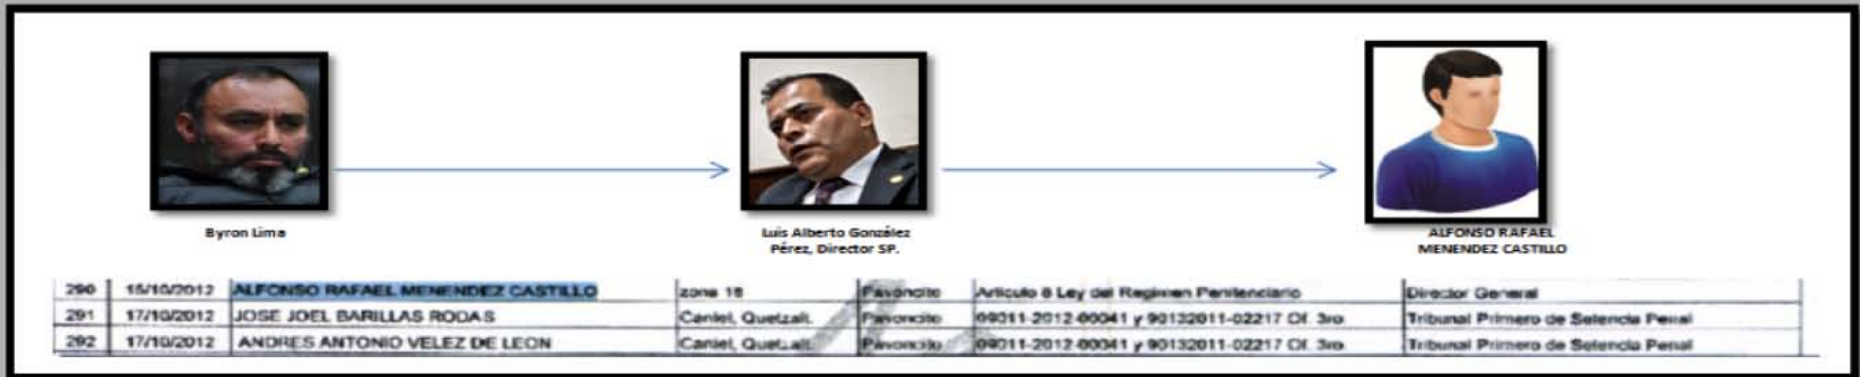 Byron Lima
Luis Alberto González
Pérez, Director SP.
ALFONSO RAFAEL
MENENDEZ CASTILLO
290 15/10/2012 ALFONSO RAFAEL MENENDEZ CASTILLO zona 18 Pavoncito Articulo 8 Ley del Regimen Penitenciario Director General
291 17/10/2012 JOSE JOEL BARILLAS RODAS Cantel, Quetzalt. Pavoncito 09011-2012-00041 y 90132011-02217 Of. 3ro. Tribunal Primero de Setencia Penal
292 17/10/2012 ANDRES ANTONIO VELEZ DE LEON Cantel, Quetzalt. Pavoncito 09011-2012-00041 y 90132011-02217 Of. 3ro. Tribunal Primero de Setencia Penal